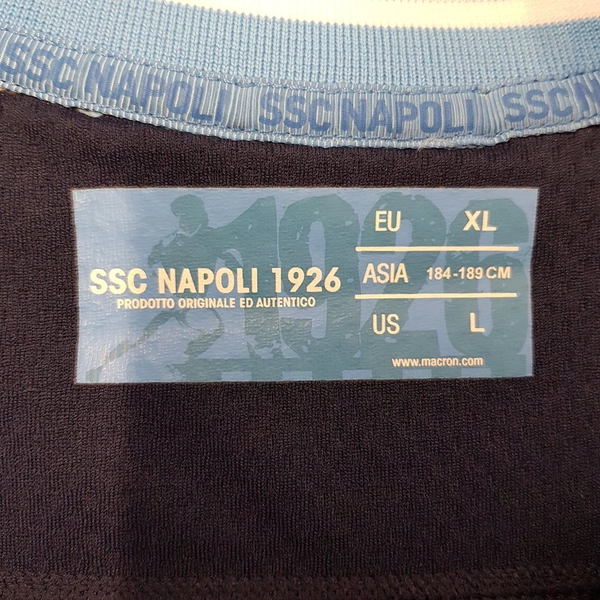 SSC NAPOLI SSC NAPOLI SSC N
SSC NAPOLI 1926
PRODOTTO ORIGINALE ED AUTENTICO
1926
EU XL
ASIA 184-189 CM
US L
www.macron.com